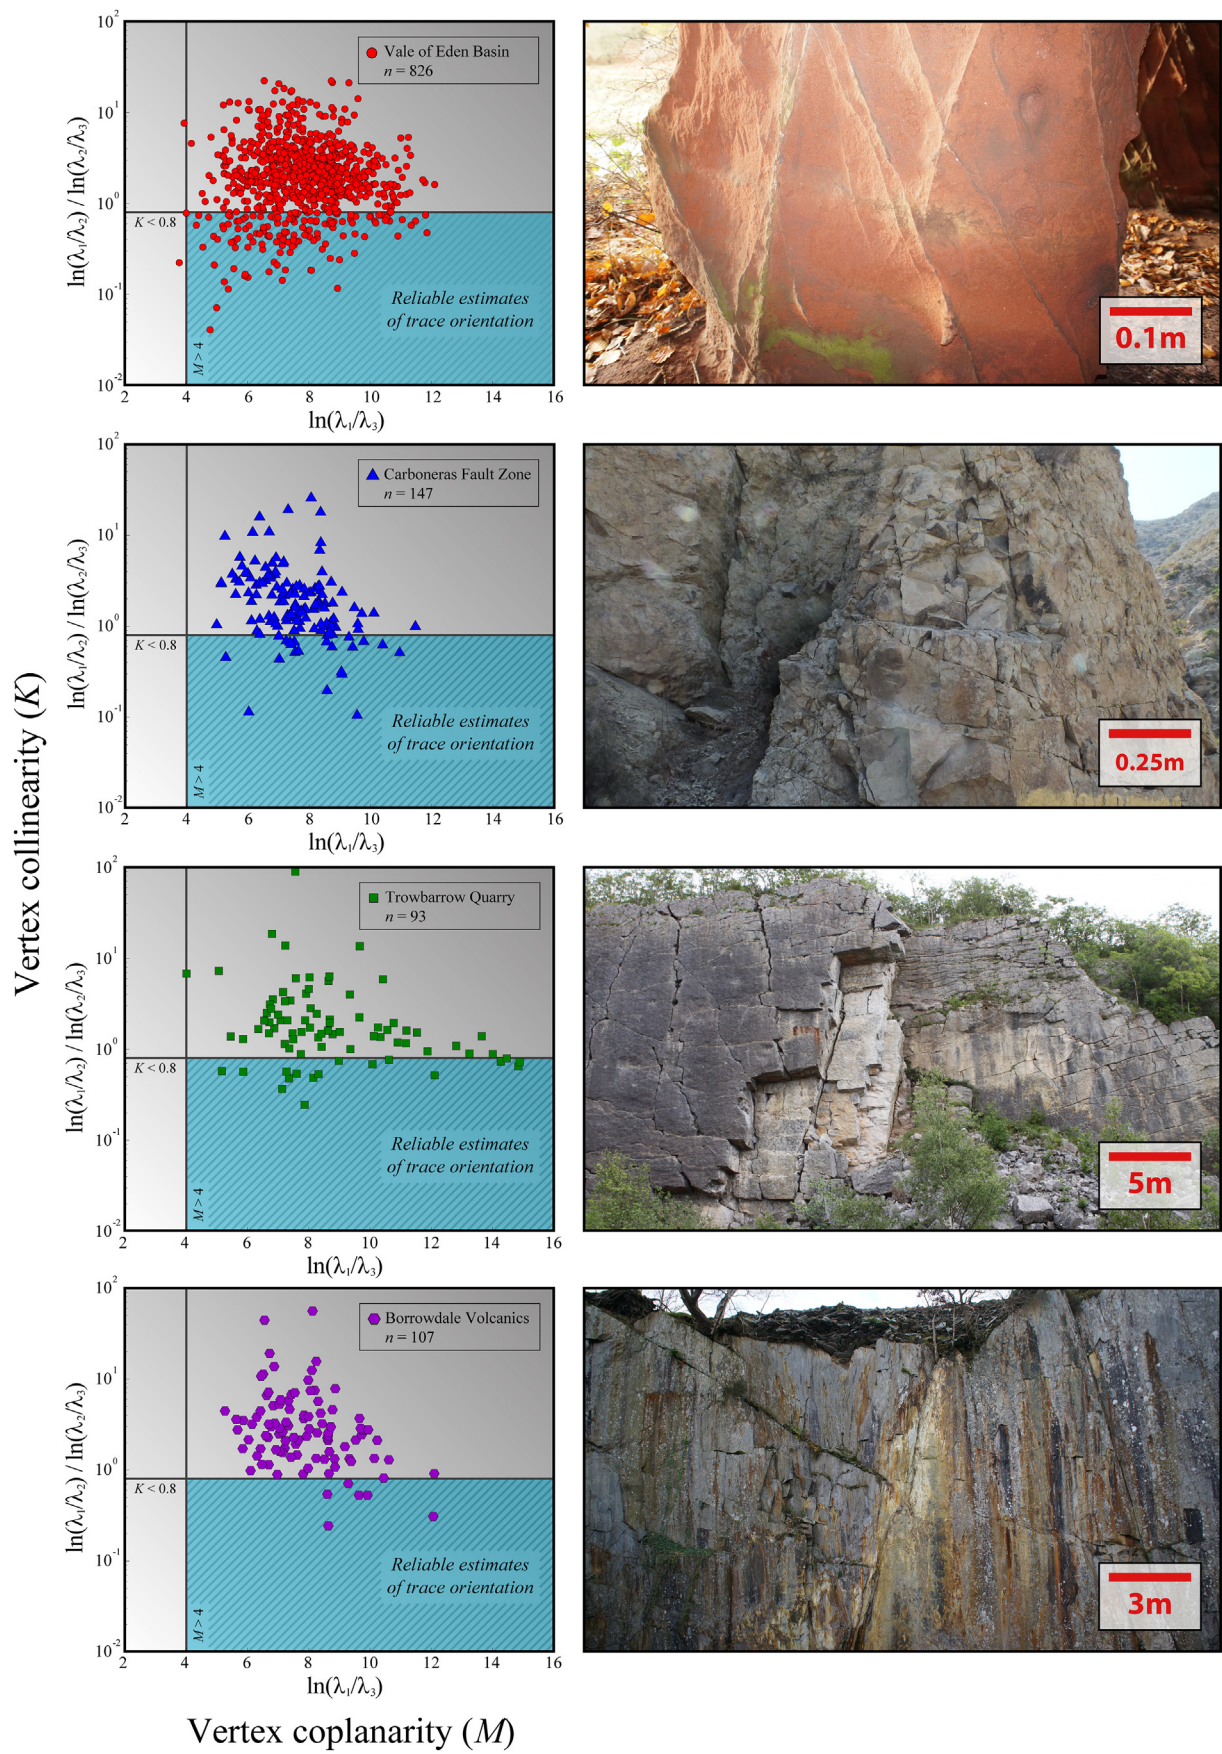 Vertex collinearity (K)
ln(λ₁/λ₂) / ln(λ₂/λ₃)
10²
10¹
10⁰
10⁻¹
10⁻²
Vale of Eden Basin
n = 826
K < 0.8
M > 4
Reliable estimates
of trace orientation
2 4 6 8 10 12 14 16
ln(λ₁/λ₃)
0.1m
ln(λ₁/λ₂) / ln(λ₂/λ₃)
10²
10¹
10⁰
10⁻¹
10⁻²
Carboneras Fault Zone
n = 147
K < 0.8
M > 4
Reliable estimates
of trace orientation
2 4 6 8 10 12 14 16
ln(λ₁/λ₃)
0.25m
ln(λ₁/λ₂) / ln(λ₂/λ₃)
10²
10¹
10⁰
10⁻¹
10⁻²
Trowbarrow Quarry
n = 93
K < 0.8
M > 4
Reliable estimates
of trace orientation
2 4 6 8 10 12 14 16
ln(λ₁/λ₃)
5m
ln(λ₁/λ₂) / ln(λ₂/λ₃)
10²
10¹
10⁰
10⁻¹
10⁻²
Borrowdale Volcanics
n = 107
K < 0.8
M > 4
Reliable estimates
of trace orientation
2 4 6 8 10 12 14 16
ln(λ₁/λ₃)
3m
Vertex coplanarity (M)